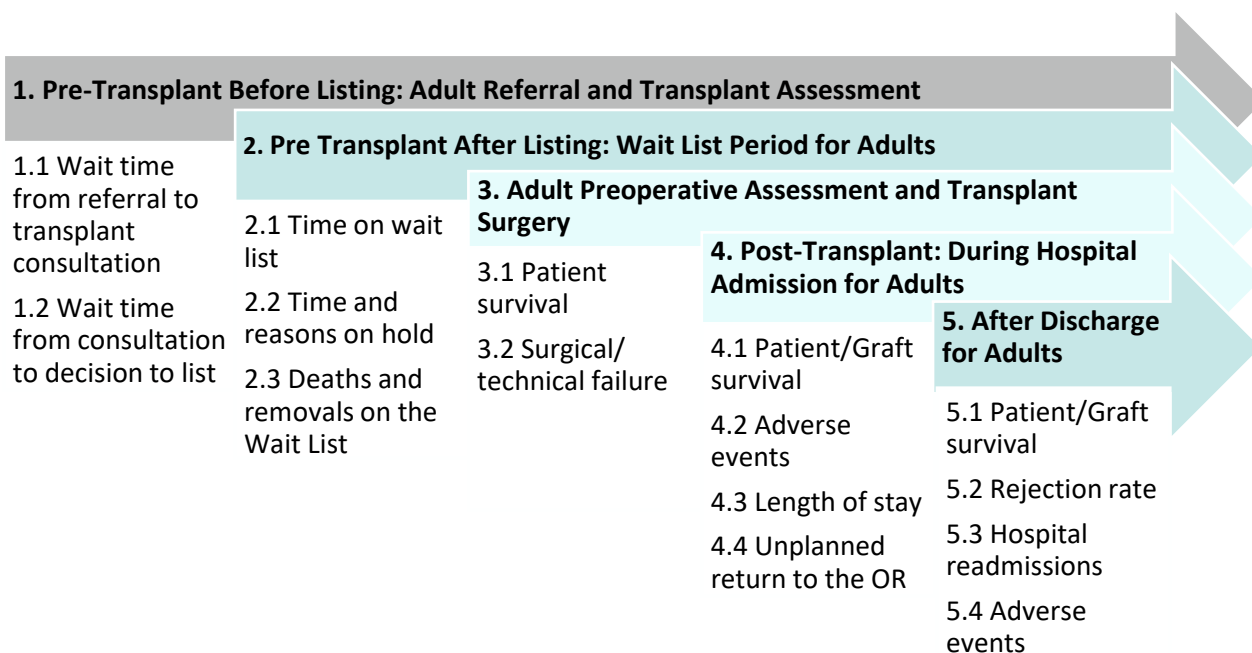 1. Pre-Transplant Before Listing: Adult Referral and Transplant Assessment
1.1 Wait time
from referral to
transplant
consultation
1.2 Wait time
from consultation
to decision to list
2. Pre Transplant After Listing: Wait List Period for Adults
2.1 Time on wait
list
2.2 Time and
reasons on hold
2.3 Deaths and
removals on the
Wait List
3. Adult Preoperative Assessment and Transplant
Surgery
3.1 Patient
survival
3.2 Surgical/
technical failure
4. Post-Transplant: During Hospital
Admission for Adults
4.1 Patient/Graft
survival
4.2 Adverse
events
4.3 Length of stay
4.4 Unplanned
return to the OR
5. After Discharge
for Adults
5.1 Patient/Graft
survival
5.2 Rejection rate
5.3 Hospital
readmissions
5.4 Adverse
events